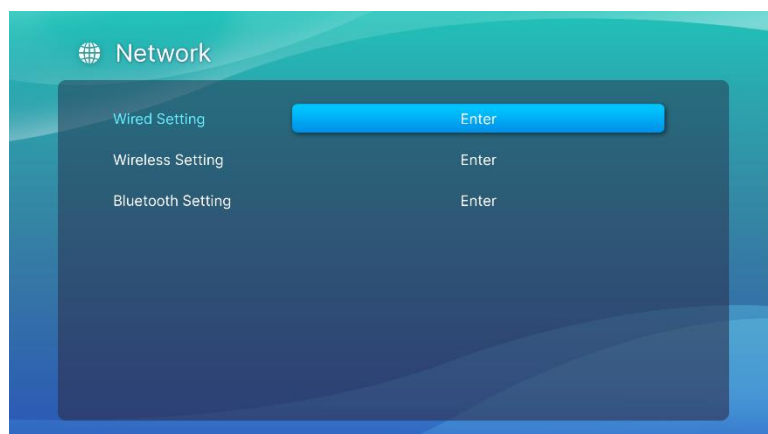 Network
Wired Setting Enter
Wireless Setting Enter
Bluetooth Setting Enter